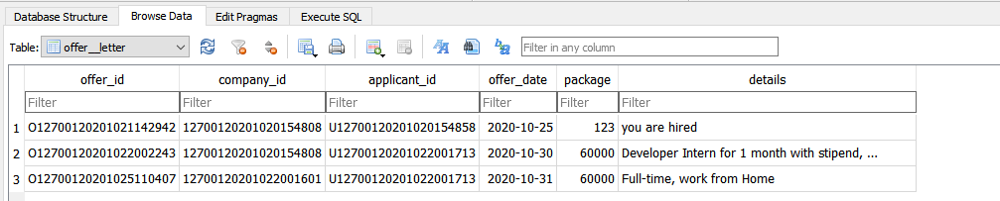 Database Structure Browse Data Edit Pragmas Execute SQL
Table: offer__letter Filter in any column
offer_id company_id applicant_id offer_date package details
Filter Filter Filter Filter Filter Filter
1 O12700120201021142942 12700120201020154808 U12700120201020154858 2020-10-25 123 you are hired
2 O12700120201022002243 12700120201020154808 U12700120201022001713 2020-10-30 60000 Developer Intern for 1 month with stipend, ...
3 O12700120201025110407 12700120201022001601 U12700120201022001713 2020-10-31 60000 Full-time, work from Home